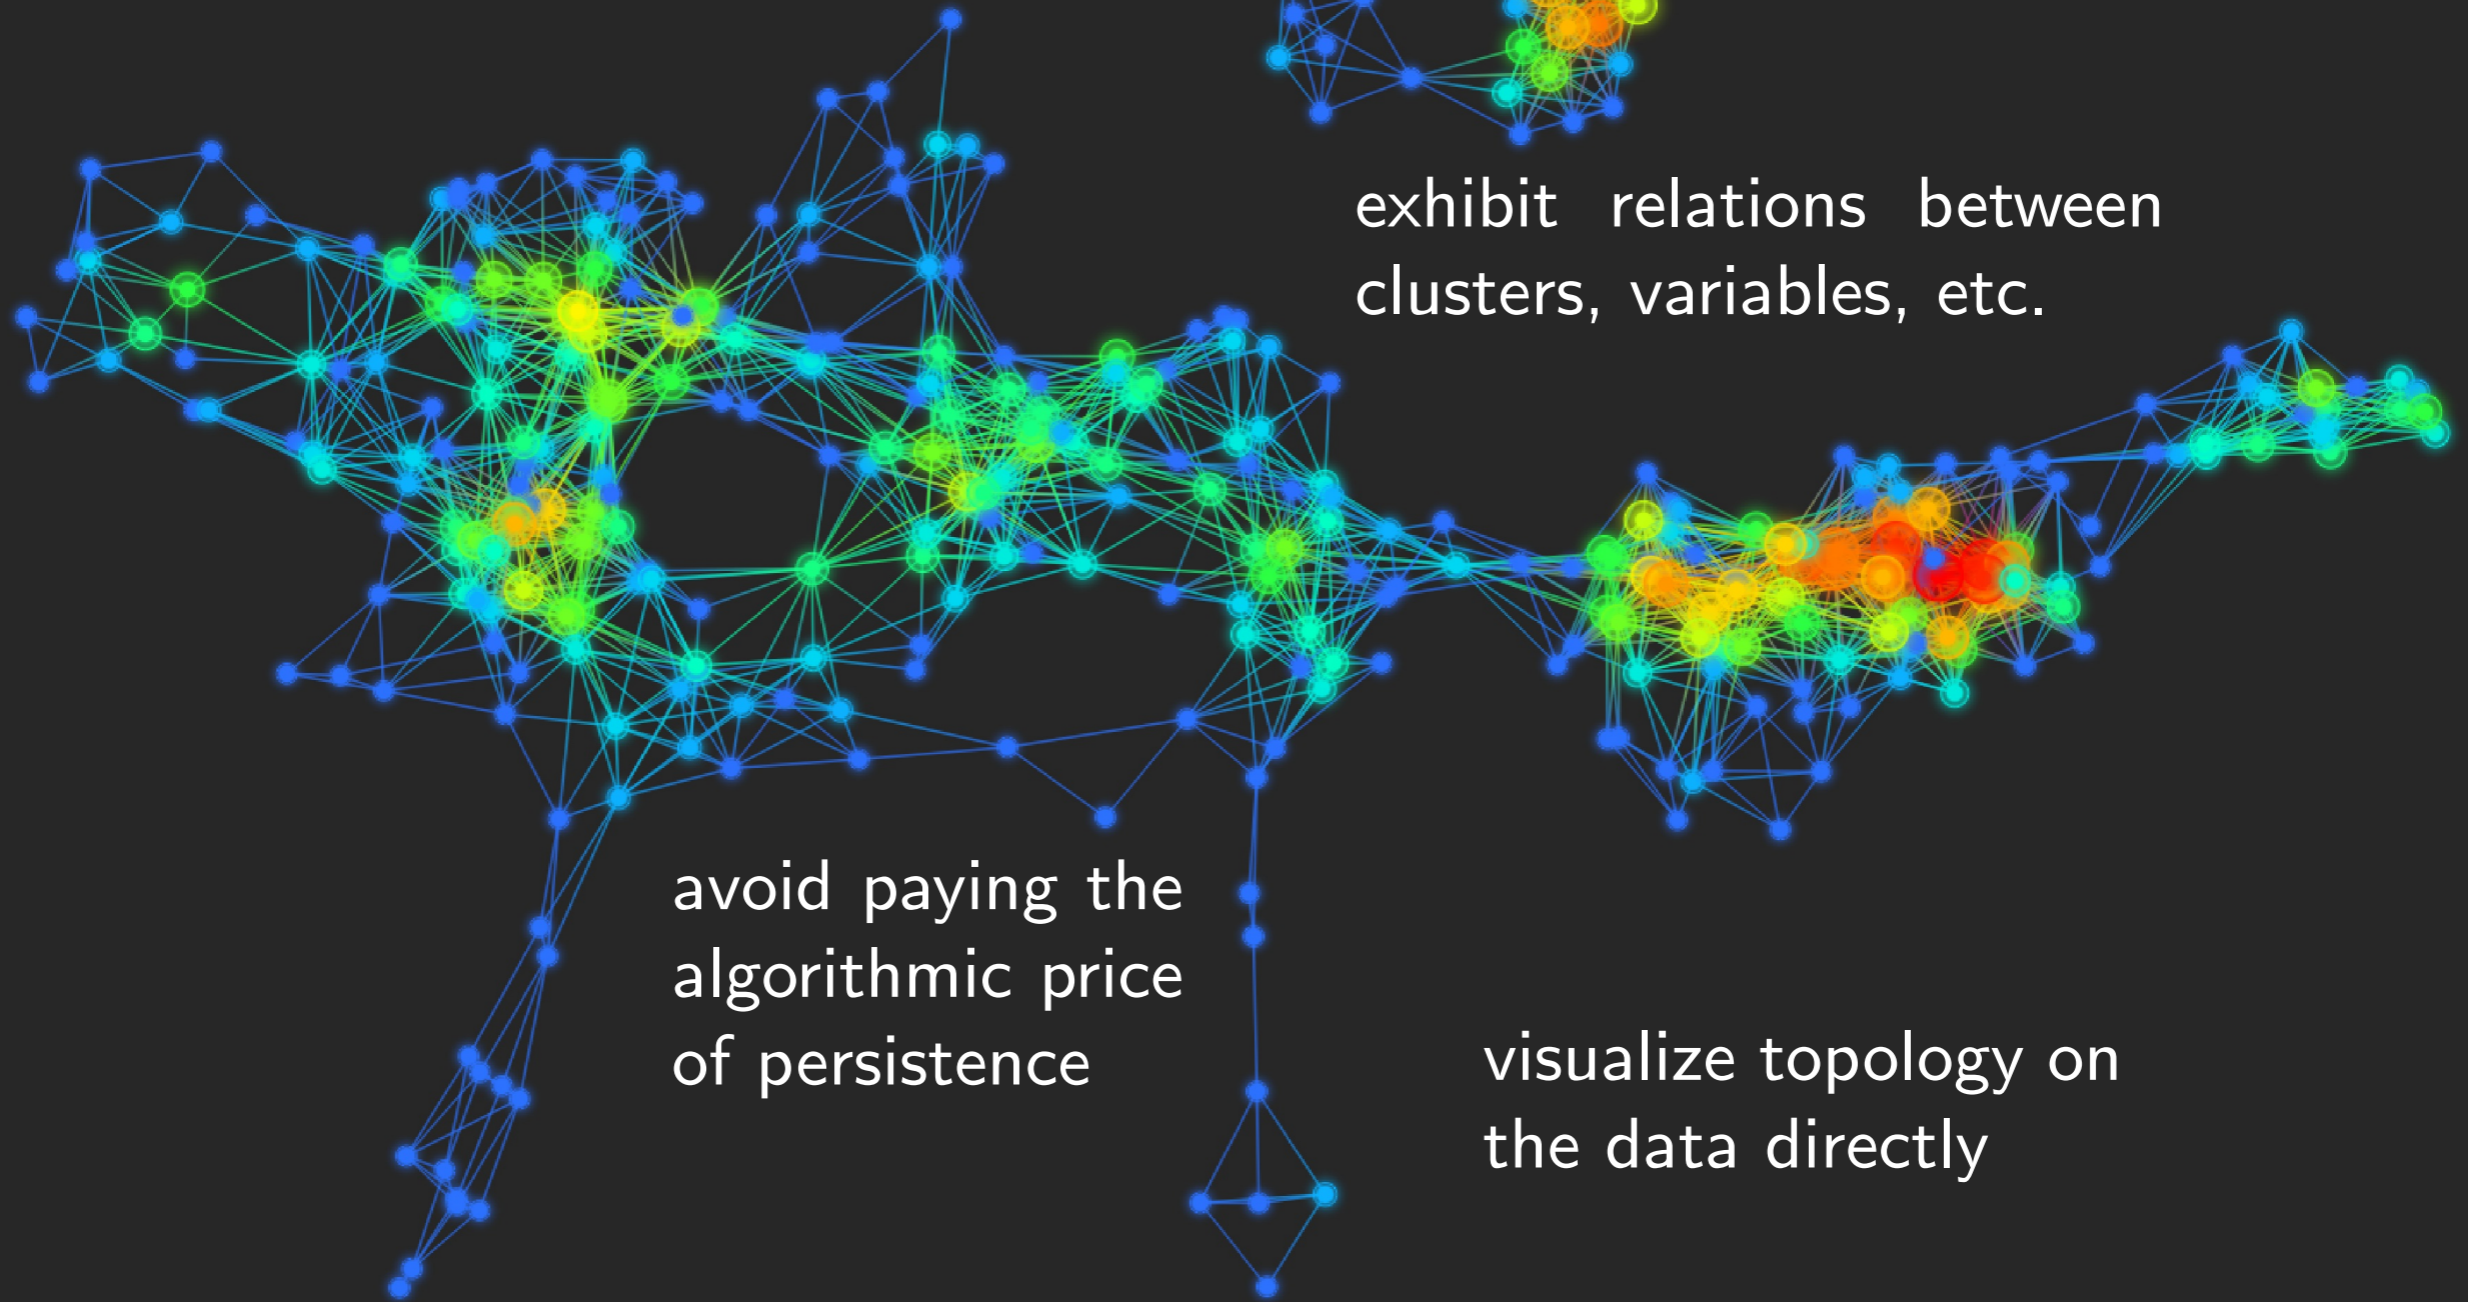 exhibit relations between
clusters, variables, etc.
avoid paying the
algorithmic price
of persistence
visualize topology on
the data directly